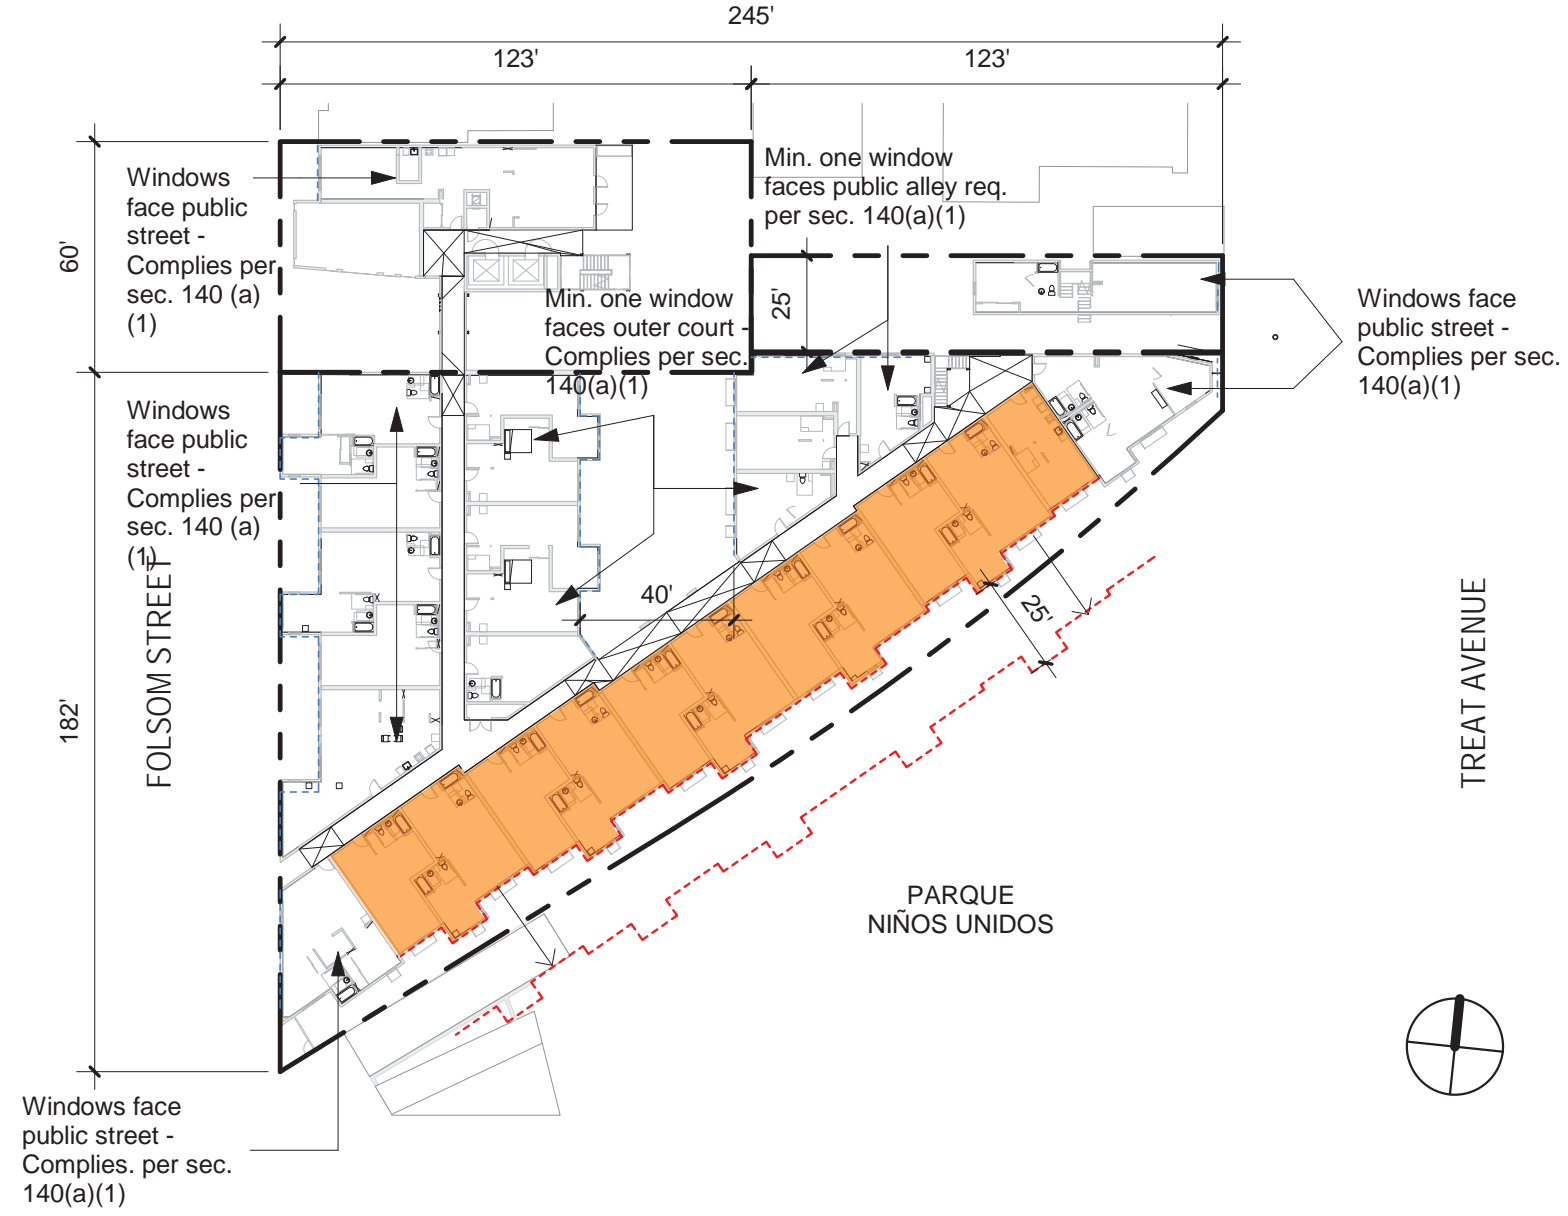 245'
123'
123'
Windows
face public
street -
Complies per
sec. 140 (a)
(1)
60'
Min. one window
faces public alley req.
per sec. 140(a)(1)
25'
Min. one window
faces outer court -
Complies per sec.
140(a)(1)
Windows face
public street -
Complies per sec.
140(a)(1)
Windows
face public
street -
Complies per
sec. 140 (a)
(1)
40'
25'
182'
FOLSOM STREET
TREAT AVENUE
PARQUE
NIÑOS UNIDOS
Windows face
public street -
Complies. per sec.
140(a)(1)